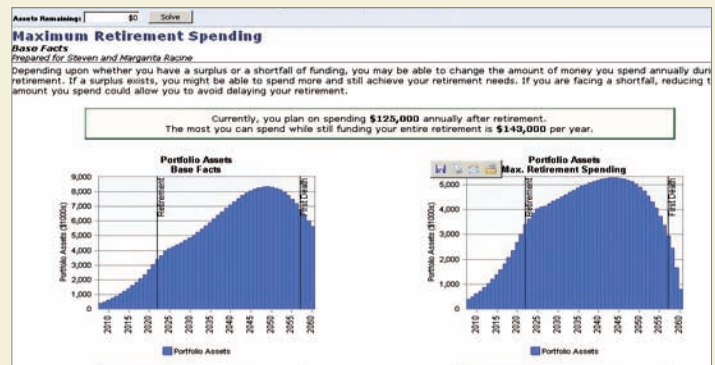 Assets Remaining: $0 Solve
Maximum Retirement Spending
Base Facts
Prepared for Steven and Margarita Racine
Depending upon whether you have a surplus or a shortfall of funding, you may be able to change the amount of money you spend annually duri
retirement. If a surplus exists, you might be able to spend more and still achieve your retirement needs. If you are facing a shortfall, reducing t
amount you spend could allow you to avoid delaying your retirement.
Currently, you plan on spending $125,000 annually after retirement.
The most you can spend while still funding your entire retirement is $143,000 per year.
Portfolio Assets
Base Facts
Portfolio Assets ($1000s)
9,000
8,000
7,000
6,000
5,000
4,000
3,000
2,000
1,000
0
Retirement
First Death
2010 2015 2020 2025 2030 2035 2040 2045 2050 2055 2060
Portfolio Assets
Portfolio Assets
Max. Retirement Spending
Portfolio Assets ($1000s)
5,000
4,000
3,000
2,000
1,000
0
Retirement
First Death
2010 2015 2020 2025 2030 2035 2040 2045 2050 2055 2060
Portfolio Assets